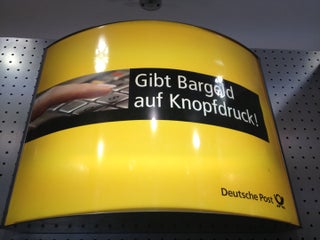 Gibt Bargeld
auf Knopfdruck!
Deutsche Post